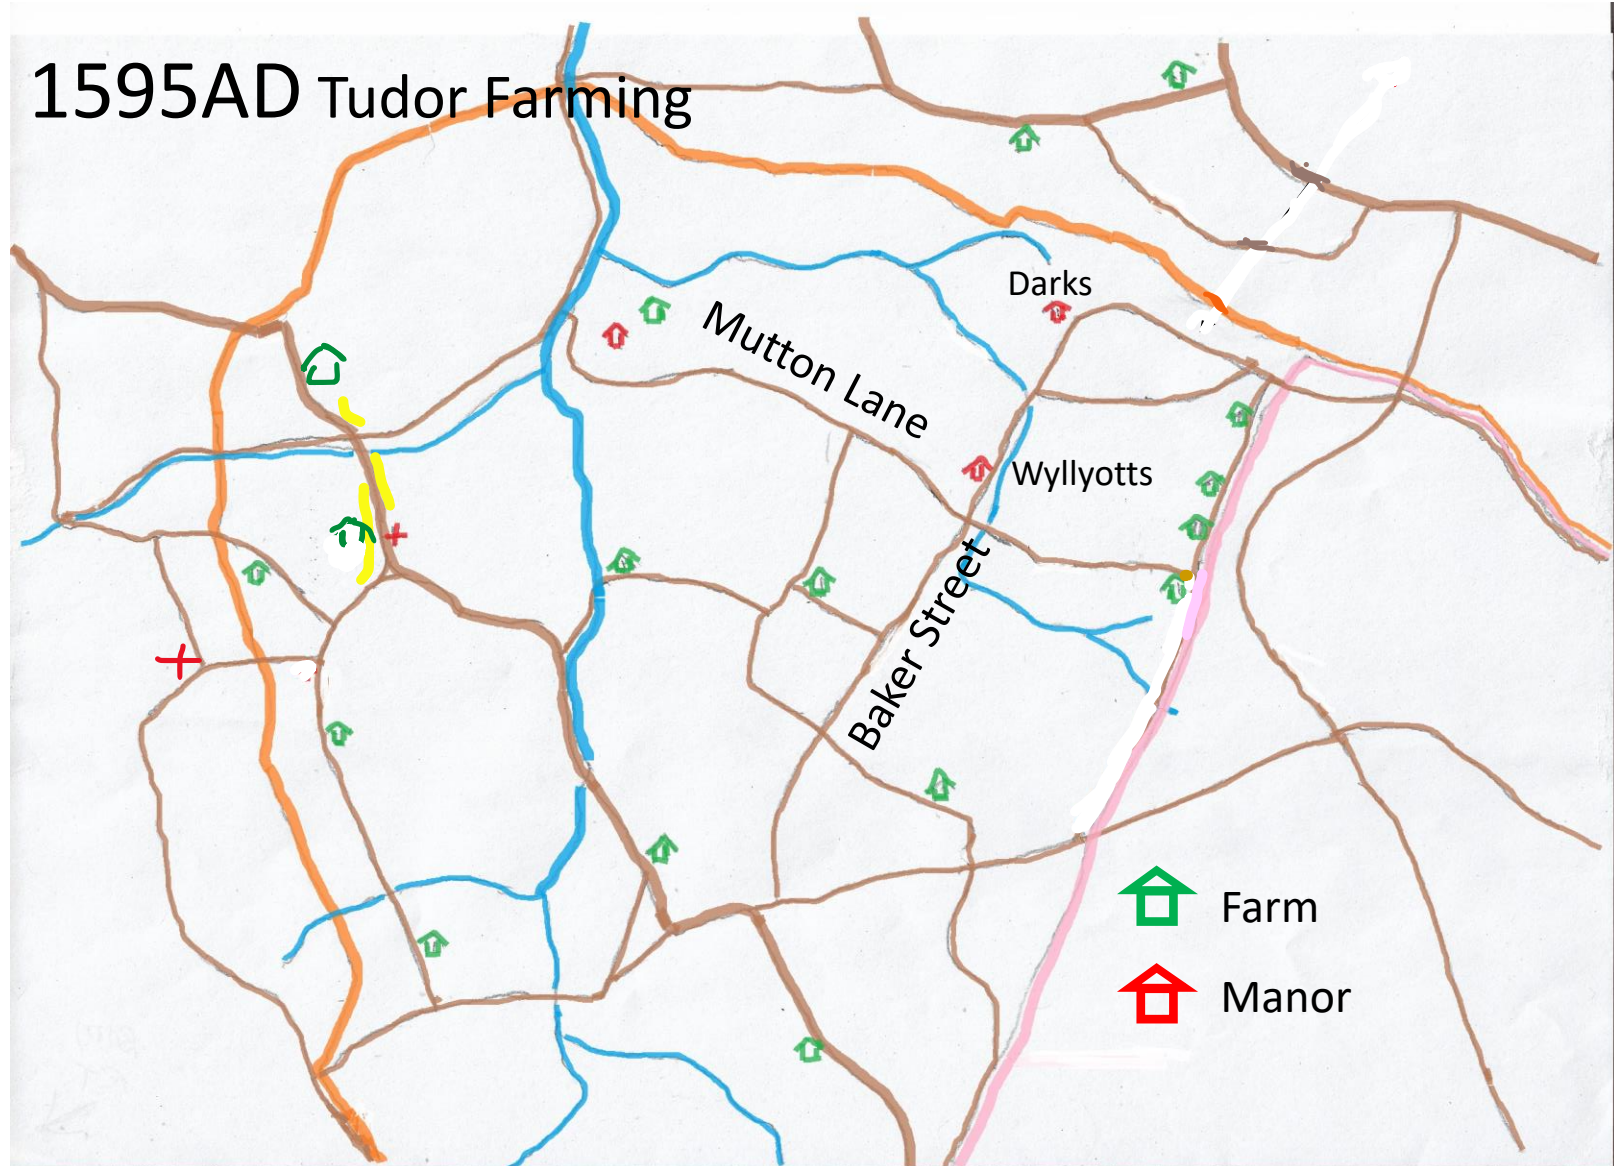 1595AD Tudor Farming
Darks
Mutton Lane
Wyllyotts
Baker Street
Farm
Manor